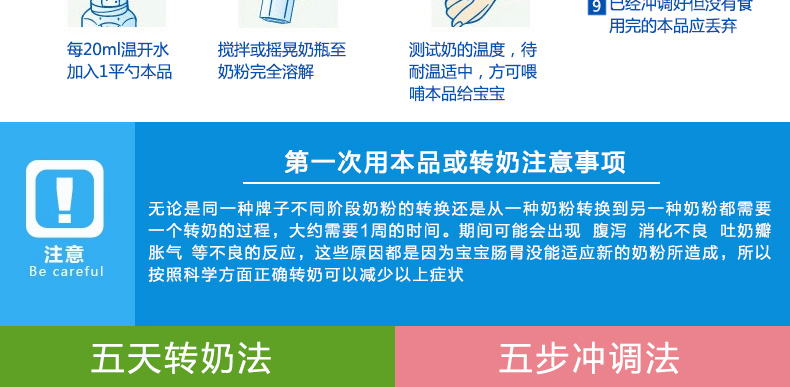 9 已经冲调好但没有食
用完的本品应丢弃
每20ml温开水
加入1平勺本品
搅拌或摇晃奶瓶至
奶粉完全溶解
测试奶的温度，待
耐温适中，方可喂
哺本品给宝宝
第一次用本品或转奶注意事项
注意
Be careful
无论是同一种牌子不同阶段奶粉的转换还是从一种奶粉转换到另一种奶粉都需要
一个转奶的过程，大约需要1周的时间。期间可能会出现 腹泻 消化不良 吐奶瓣
胀气 等不良的反应，这些原因都是因为宝宝肠胃没能适应新的奶粉所造成，所以
按照科学方面正确转奶可以减少以上症状
五天转奶法
五步冲调法